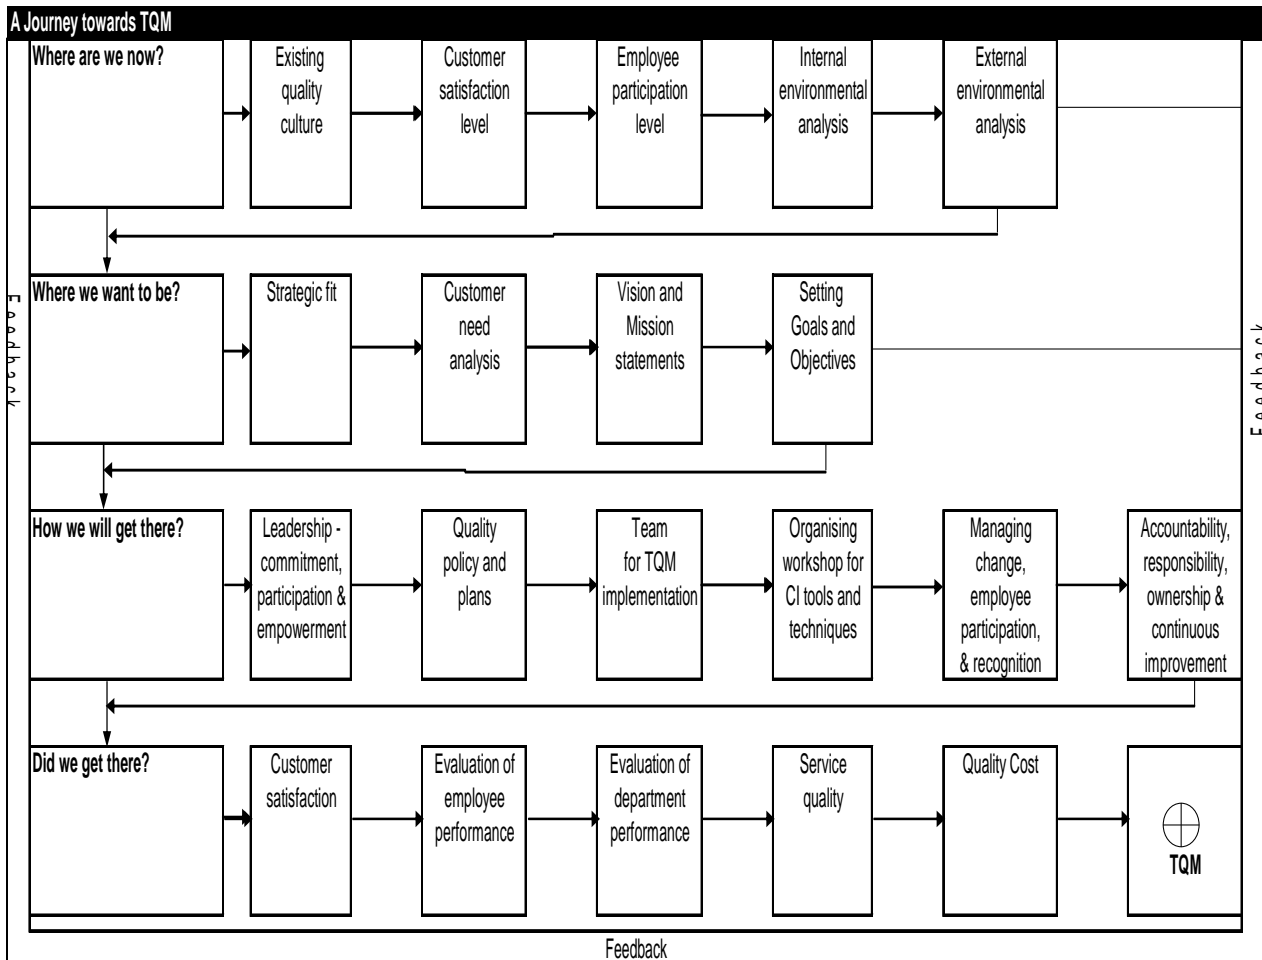 A Journey towards TQM
Where are we now?
Existing
quality
culture
Customer
satisfaction
level
Employee
participation
level
Internal
environmental
analysis
External
environmental
analysis
Where we want to be?
Strategic fit
Customer
need
analysis
Vision and
Mission
statements
Setting
Goals and
Objectives
Feedback
Feedback
How we will get there?
Leadership -
commitment,
participation &
empowerment
Quality
policy and
plans
Team
for TQM
implementation
Organising
workshop for
CI tools and
techniques
Managing
change,
employee
participation,
& recognition
Accountability,
responsibility,
ownership &
continuous
improvement
Did we get there?
Customer
satisfaction
Evaluation of
employee
performance
Evaluation of
department
performance
Service
quality
Quality Cost
TQM
Feedback